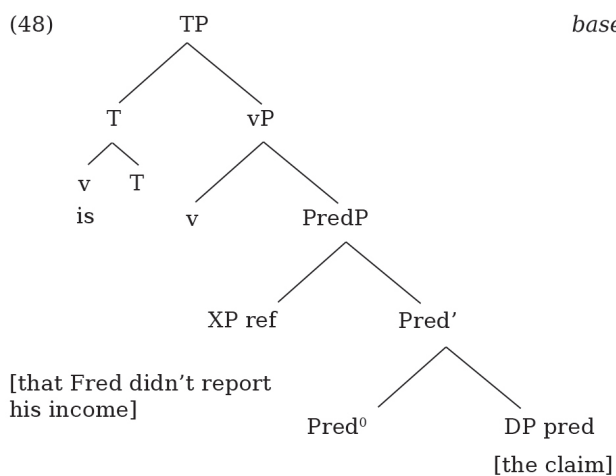 (48)
TP
base
T
vP
v
T
is
v
PredP
XP ref
Pred’
[that Fred didn’t report
his income]
Pred⁰
DP pred
[the claim]